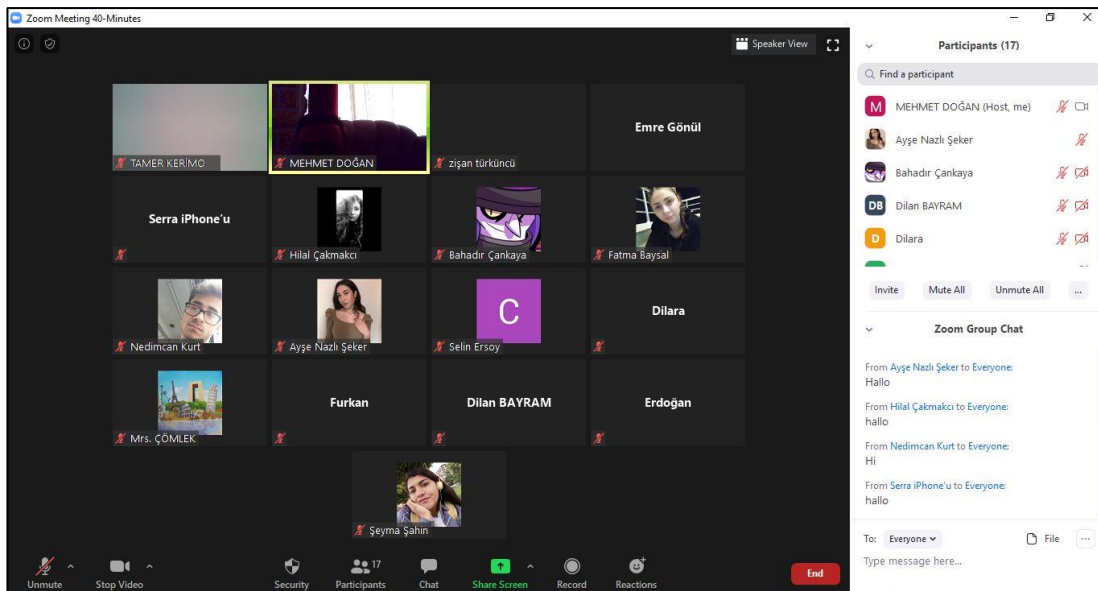 Zoom Meeting 40-Minutes
Speaker View
TAMER KERİMO
MEHMET DOĞAN
zişan türküncü
Emre Gönül
Serra iPhone'u
Hilal Çakmakcı
Bahadır Çankaya
Fatma Baysal
Nedimcan Kurt
Ayşe Nazlı Şeker
C
Selin Ersoy
Dilara
Mrs. ÇÖMLEK
Furkan
Dilan BAYRAM
Erdoğan
Şeyma Şahin
Unmute
Stop Video
Security
17
Participants
Chat
Share Screen
Record
Reactions
End
Participants (17)
Find a participant
M MEHMET DOĞAN (Host, me)
Ayşe Nazlı Şeker
Bahadır Çankaya
DB Dilan BAYRAM
D Dilara
Invite Mute All Unmute All ...
Zoom Group Chat
From Ayşe Nazlı Şeker to Everyone:
Hallo
From Hilal Çakmakcı to Everyone:
hallo
From Nedimcan Kurt to Everyone:
Hi
From Serra iPhone'u to Everyone:
hallo
To: Everyone File ...
Type message here...